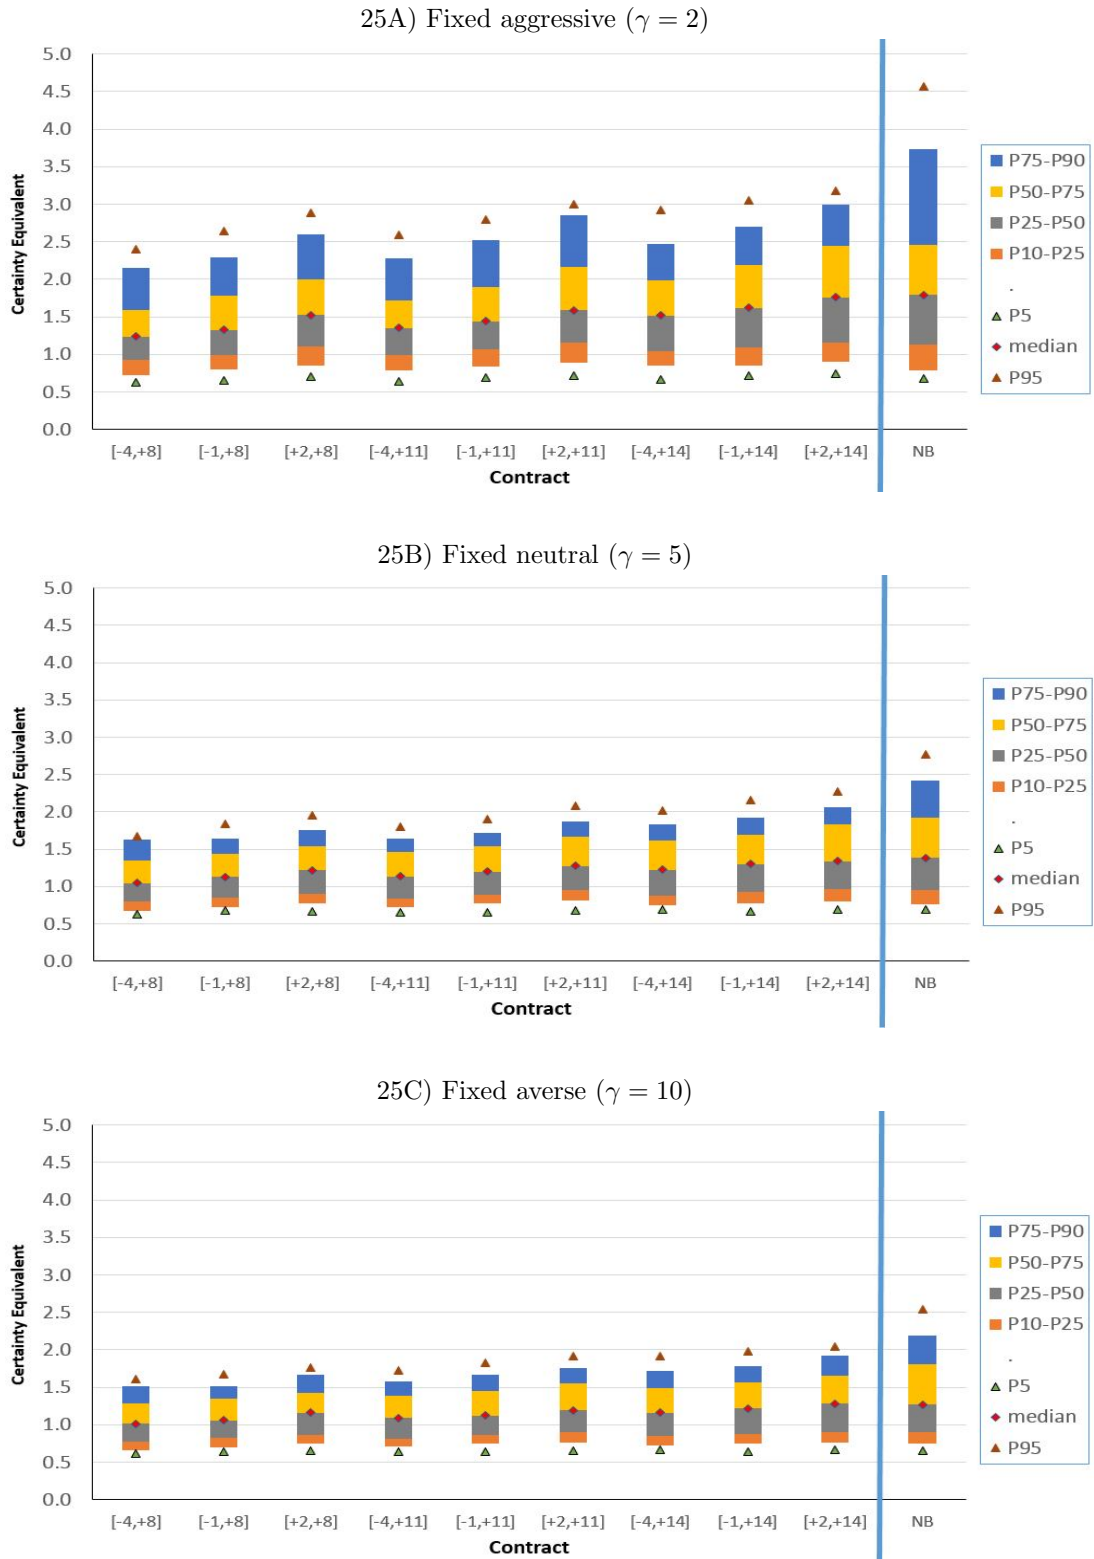 25A) Fixed aggressive (γ = 2)
5.0
4.5
4.0
3.5
3.0
2.5
2.0
1.5
1.0
0.5
0.0
Certainty Equivalent
[-4,+8] [-1,+8] [+2,+8] [-4,+11] [-1,+11] [+2,+11] [-4,+14] [-1,+14] [+2,+14] NB
Contract
P75-P90
P50-P75
P25-P50
P10-P25
.
P5
median
P95
25B) Fixed neutral (γ = 5)
5.0
4.5
4.0
3.5
3.0
2.5
2.0
1.5
1.0
0.5
0.0
Certainty Equivalent
[-4,+8] [-1,+8] [+2,+8] [-4,+11] [-1,+11] [+2,+11] [-4,+14] [-1,+14] [+2,+14] NB
Contract
P75-P90
P50-P75
P25-P50
P10-P25
.
P5
median
P95
25C) Fixed averse (γ = 10)
5.0
4.5
4.0
3.5
3.0
2.5
2.0
1.5
1.0
0.5
0.0
Certainty Equivalent
[-4,+8] [-1,+8] [+2,+8] [-4,+11] [-1,+11] [+2,+11] [-4,+14] [-1,+14] [+2,+14] NB
Contract
P75-P90
P50-P75
P25-P50
P10-P25
.
P5
median
P95